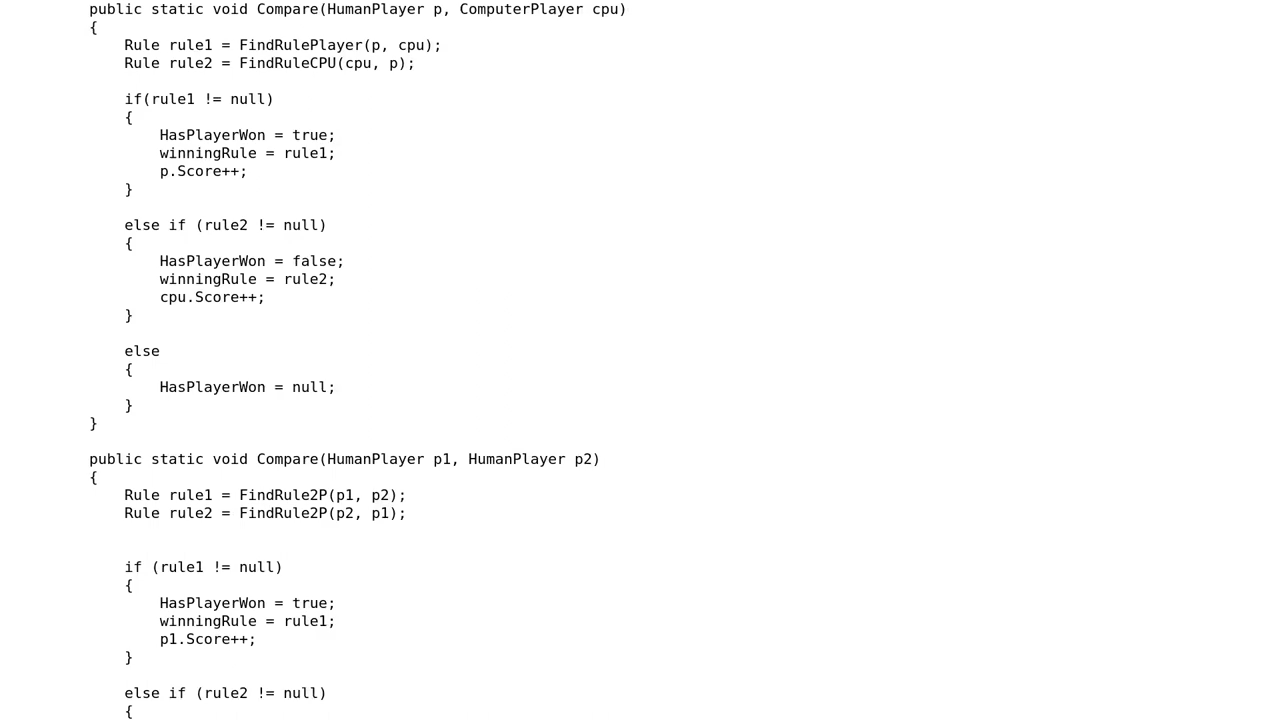 public static void Compare(HumanPlayer p, ComputerPlayer cpu)
{
Rule rule1 = FindRulePlayer(p, cpu);
Rule rule2 = FindRuleCPU(cpu, p);
if(rule1 != null)
{
HasPlayerWon = true;
winningRule = rule1;
p.Score++;
}
else if (rule2 != null)
{
HasPlayerWon = false;
winningRule = rule2;
cpu.Score++;
}
else
{
HasPlayerWon = null;
}
}
public static void Compare(HumanPlayer p1, HumanPlayer p2)
{
Rule rule1 = FindRule2P(p1, p2);
Rule rule2 = FindRule2P(p2, p1);
if (rule1 != null)
{
HasPlayerWon = true;
winningRule = rule1;
p1.Score++;
}
else if (rule2 != null)
{